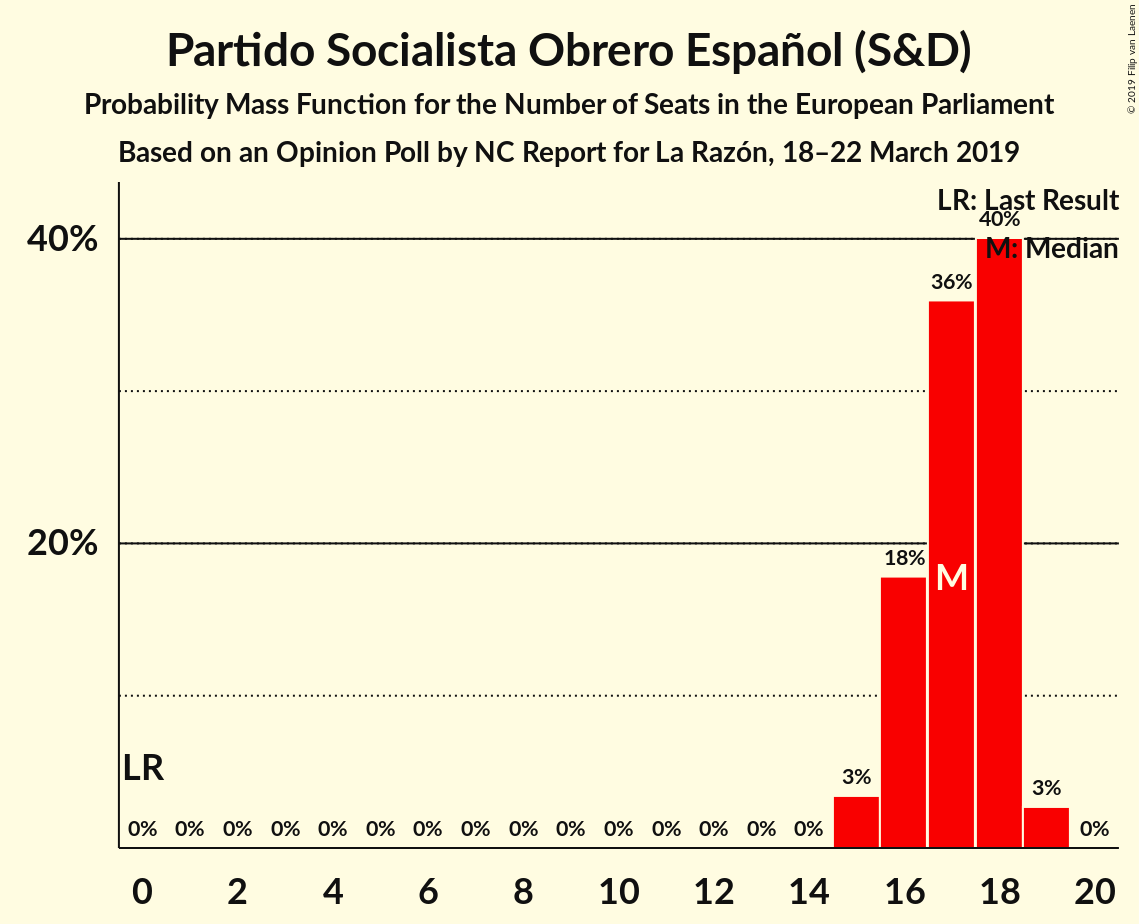 Partido Socialista Obrero Español (S&D)
Probability Mass Function for the Number of Seats in the European Parliament
Based on an Opinion Poll by NC Report for La Razón, 18–22 March 2019
© 2019 Filip van Laenen
LR: Last Result
M: Median
40%
20%
40%
36%
18%
M
LR
3%
3%
0% 0% 0% 0% 0% 0% 0% 0% 0% 0% 0% 0% 0% 0% 0% 0%
0 2 4 6 8 10 12 14 16 18 20